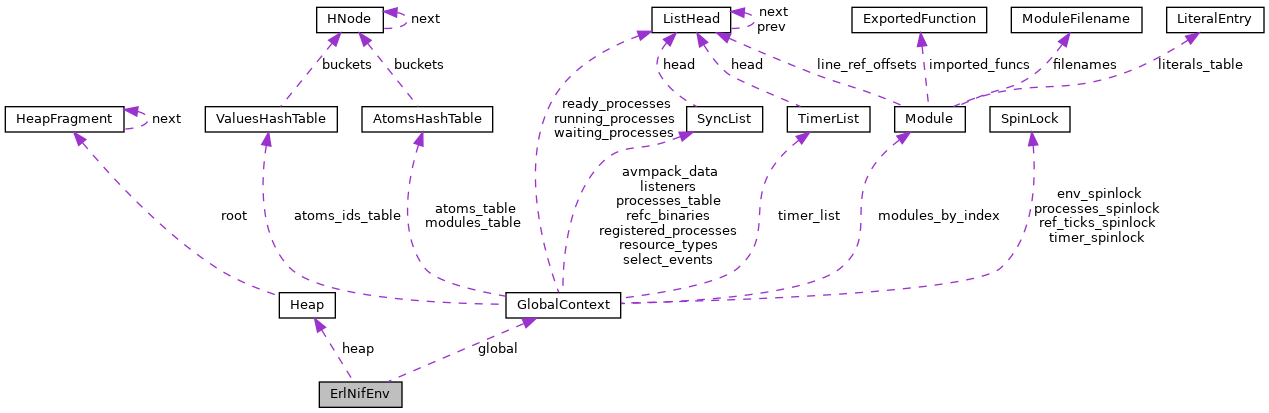 HNode
next
ListHead
next
prev
ExportedFunction
ModuleFilename
LiteralEntry
buckets
buckets
head
head
line_ref_offsets
imported_funcs
filenames
literals_table
HeapFragment
next
ValuesHashTable
AtomsHashTable
ready_processes
running_processes
waiting_processes
SyncList
TimerList
Module
SpinLock
root
atoms_ids_table
atoms_table
modules_table
avmpack_data
listeners
processes_table
refc_binaries
registered_processes
resource_types
select_events
timer_list
modules_by_index
env_spinlock
processes_spinlock
ref_ticks_spinlock
timer_spinlock
Heap
GlobalContext
heap
global
ErlNifEnv